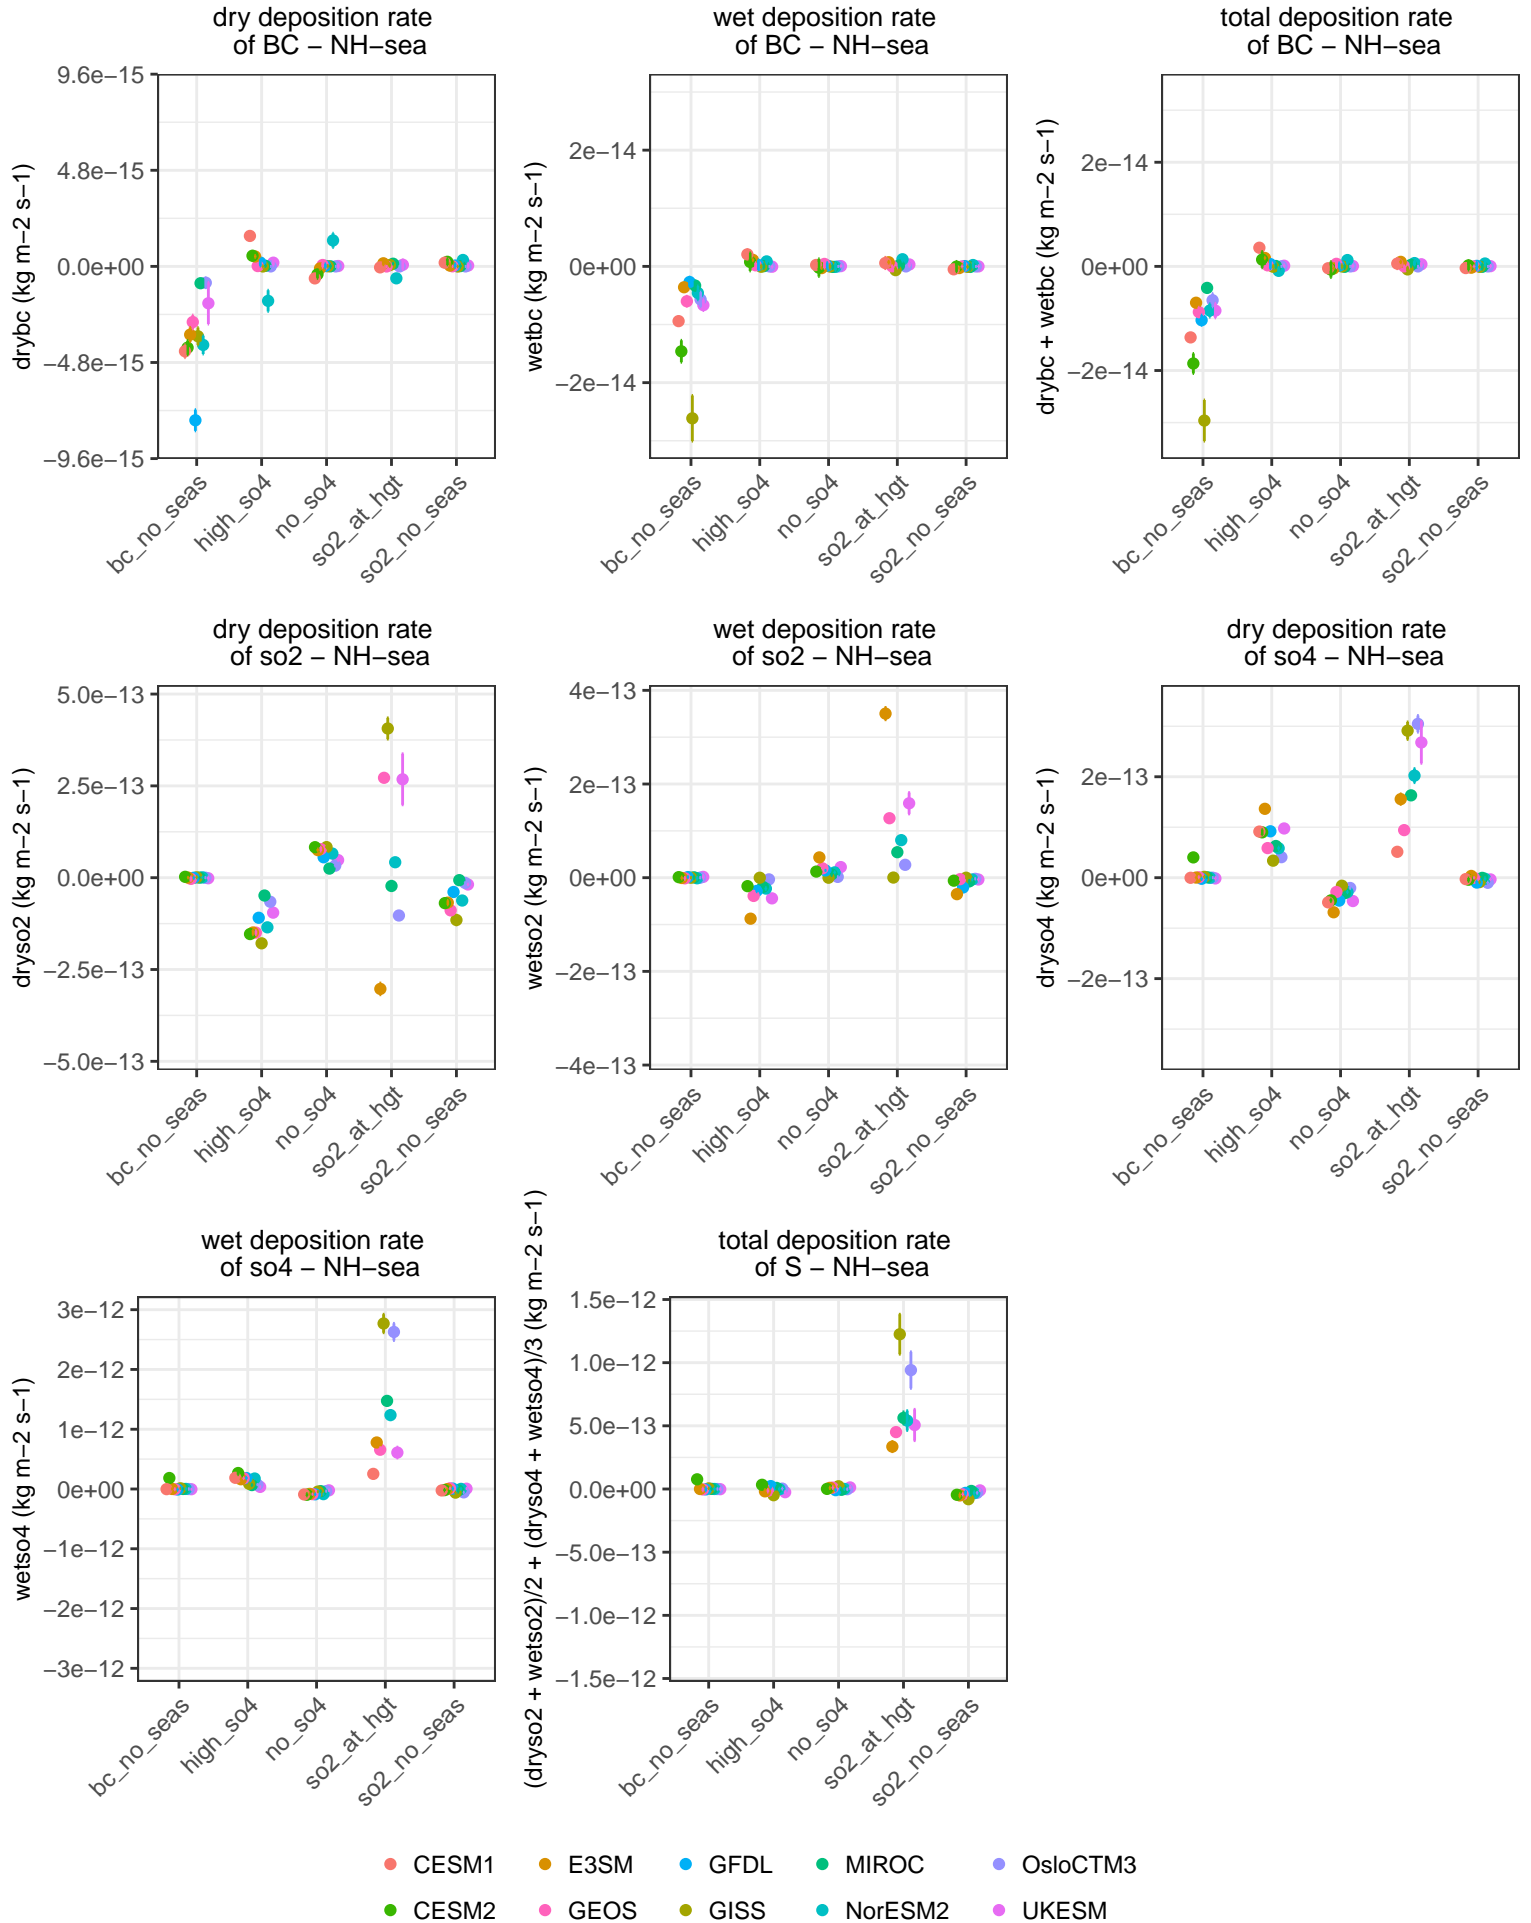 dry deposition rate
of BC − NH−sea
wet deposition rate
of BC − NH−sea
total deposition rate
of BC − NH−sea
drybc (kg m−2 s−1)
9.6e−15
4.8e−15
0.0e+00
−4.8e−15
−9.6e−15
bc_no_seas
high_so4
no_so4
so2_at_hgt
so2_no_seas
wetbc (kg m−2 s−1)
2e−14
0e+00
−2e−14
bc_no_seas
high_so4
no_so4
so2_at_hgt
so2_no_seas
drybc + wetbc (kg m−2 s−1)
2e−14
0e+00
−2e−14
bc_no_seas
high_so4
no_so4
so2_at_hgt
so2_no_seas
dry deposition rate
of so2 − NH−sea
wet deposition rate
of so2 − NH−sea
dry deposition rate
of so4 − NH−sea
dryso2 (kg m−2 s−1)
5.0e−13
2.5e−13
0.0e+00
−2.5e−13
−5.0e−13
bc_no_seas
high_so4
no_so4
so2_at_hgt
so2_no_seas
wetso2 (kg m−2 s−1)
4e−13
2e−13
0e+00
−2e−13
−4e−13
bc_no_seas
high_so4
no_so4
so2_at_hgt
so2_no_seas
dryso4 (kg m−2 s−1)
2e−13
0e+00
−2e−13
bc_no_seas
high_so4
no_so4
so2_at_hgt
so2_no_seas
wet deposition rate
of so4 − NH−sea
total deposition rate
of S − NH−sea
wetso4 (kg m−2 s−1)
3e−12
2e−12
1e−12
0e+00
−1e−12
−2e−12
−3e−12
bc_no_seas
high_so4
no_so4
so2_at_hgt
so2_no_seas
(dryso2 + wetso2)/2 + (dryso4 + wetso4)/3 (kg m−2 s−1)
1.5e−12
1.0e−12
5.0e−13
0.0e+00
−5.0e−13
−1.0e−12
−1.5e−12
bc_no_seas
high_so4
no_so4
so2_at_hgt
so2_no_seas
CESM1 E3SM GFDL MIROC OsloCTM3
CESM2 GEOS GISS NorESM2 UKESM